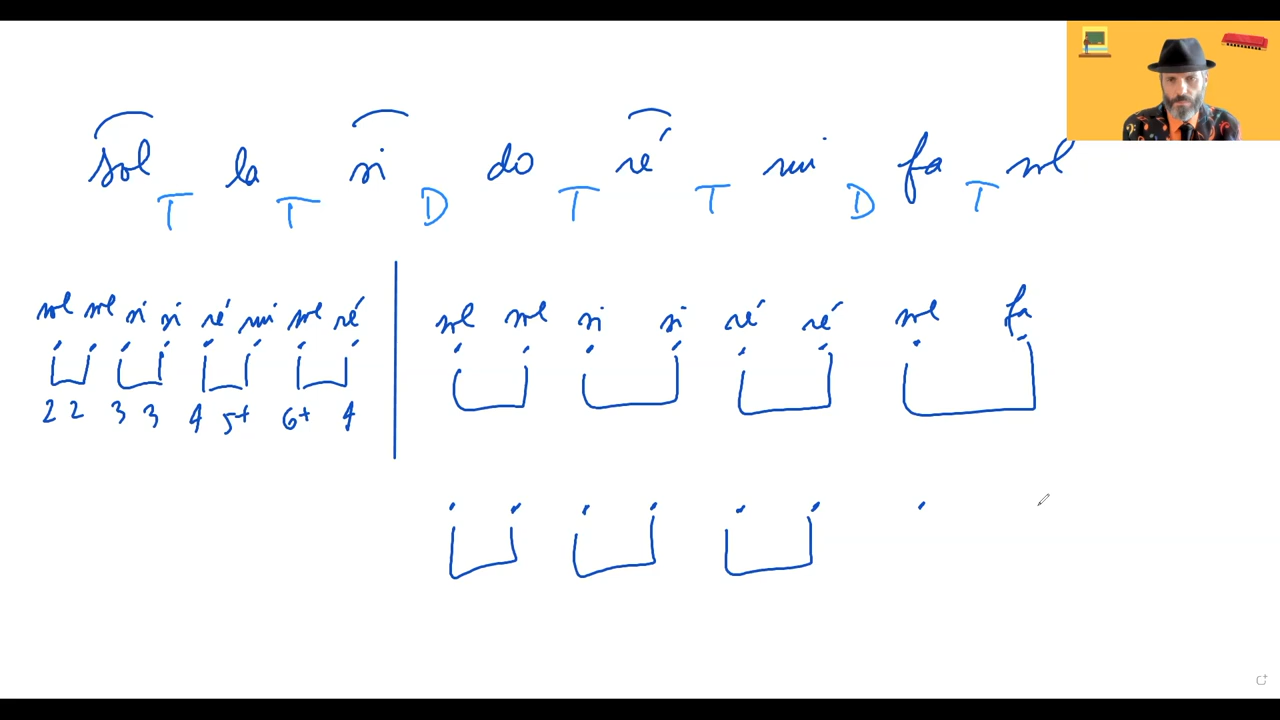 sol la si do ré mi fa sol
T T D T T D T
sol sol si si ré mi sol ré
2 2 3 3 4 5+ 6+ 4
sol sol si si ré ré sol fa